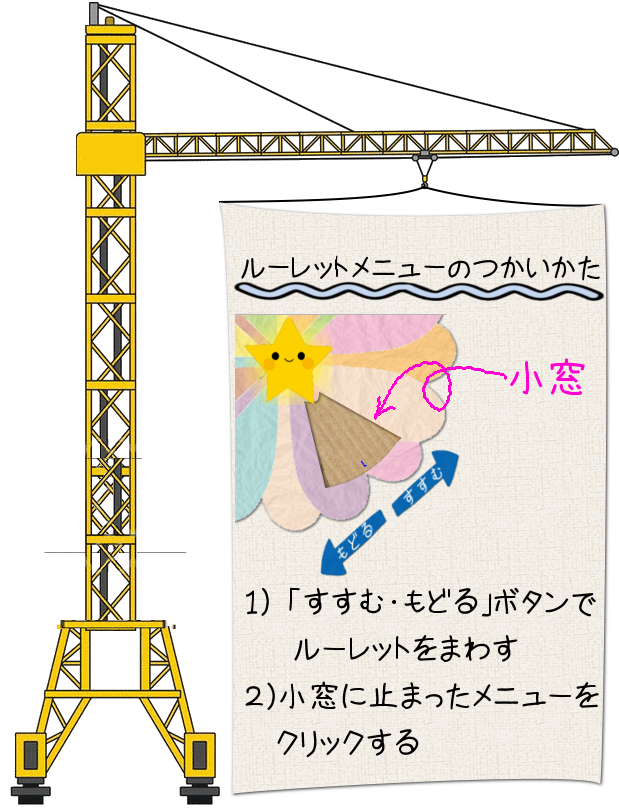 ルーレットメニューのつかいかた
小窓
1
すすむ
もどる
1)「すすむ・もどる」ボタンで
ルーレットをまわす
2)小窓に止まったメニューを
クリックする